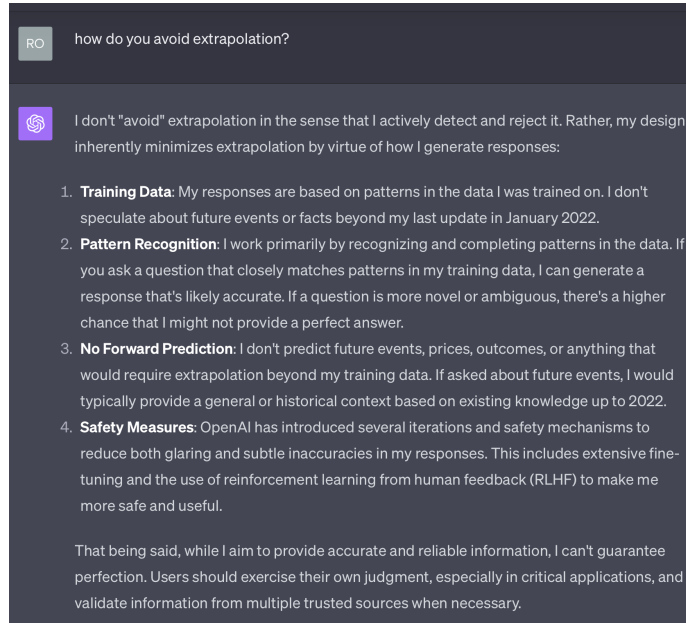 RO
how do you avoid extrapolation?
I don't "avoid" extrapolation in the sense that I actively detect and reject it. Rather, my design
inherently minimizes extrapolation by virtue of how I generate responses:
1. Training Data: My responses are based on patterns in the data I was trained on. I don't
speculate about future events or facts beyond my last update in January 2022.
2. Pattern Recognition: I work primarily by recognizing and completing patterns in the data. If
you ask a question that closely matches patterns in my training data, I can generate a
response that's likely accurate. If a question is more novel or ambiguous, there's a higher
chance that I might not provide a perfect answer.
3. No Forward Prediction: I don't predict future events, prices, outcomes, or anything that
would require extrapolation beyond my training data. If asked about future events, I would
typically provide a general or historical context based on existing knowledge up to 2022.
4. Safety Measures: OpenAI has introduced several iterations and safety mechanisms to
reduce both glaring and subtle inaccuracies in my responses. This includes extensive fine-
tuning and the use of reinforcement learning from human feedback (RLHF) to make me
more safe and useful.
That being said, while I aim to provide accurate and reliable information, I can't guarantee
perfection. Users should exercise their own judgment, especially in critical applications, and
validate information from multiple trusted sources when necessary.